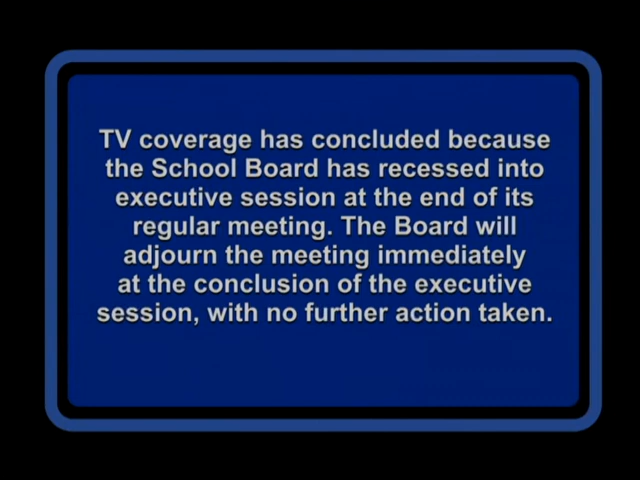 TV coverage has concluded because
the School Board has recessed into
executive session at the end of its
regular meeting. The Board will
adjourn the meeting immediately
at the conclusion of the executive
session, with no further action taken.